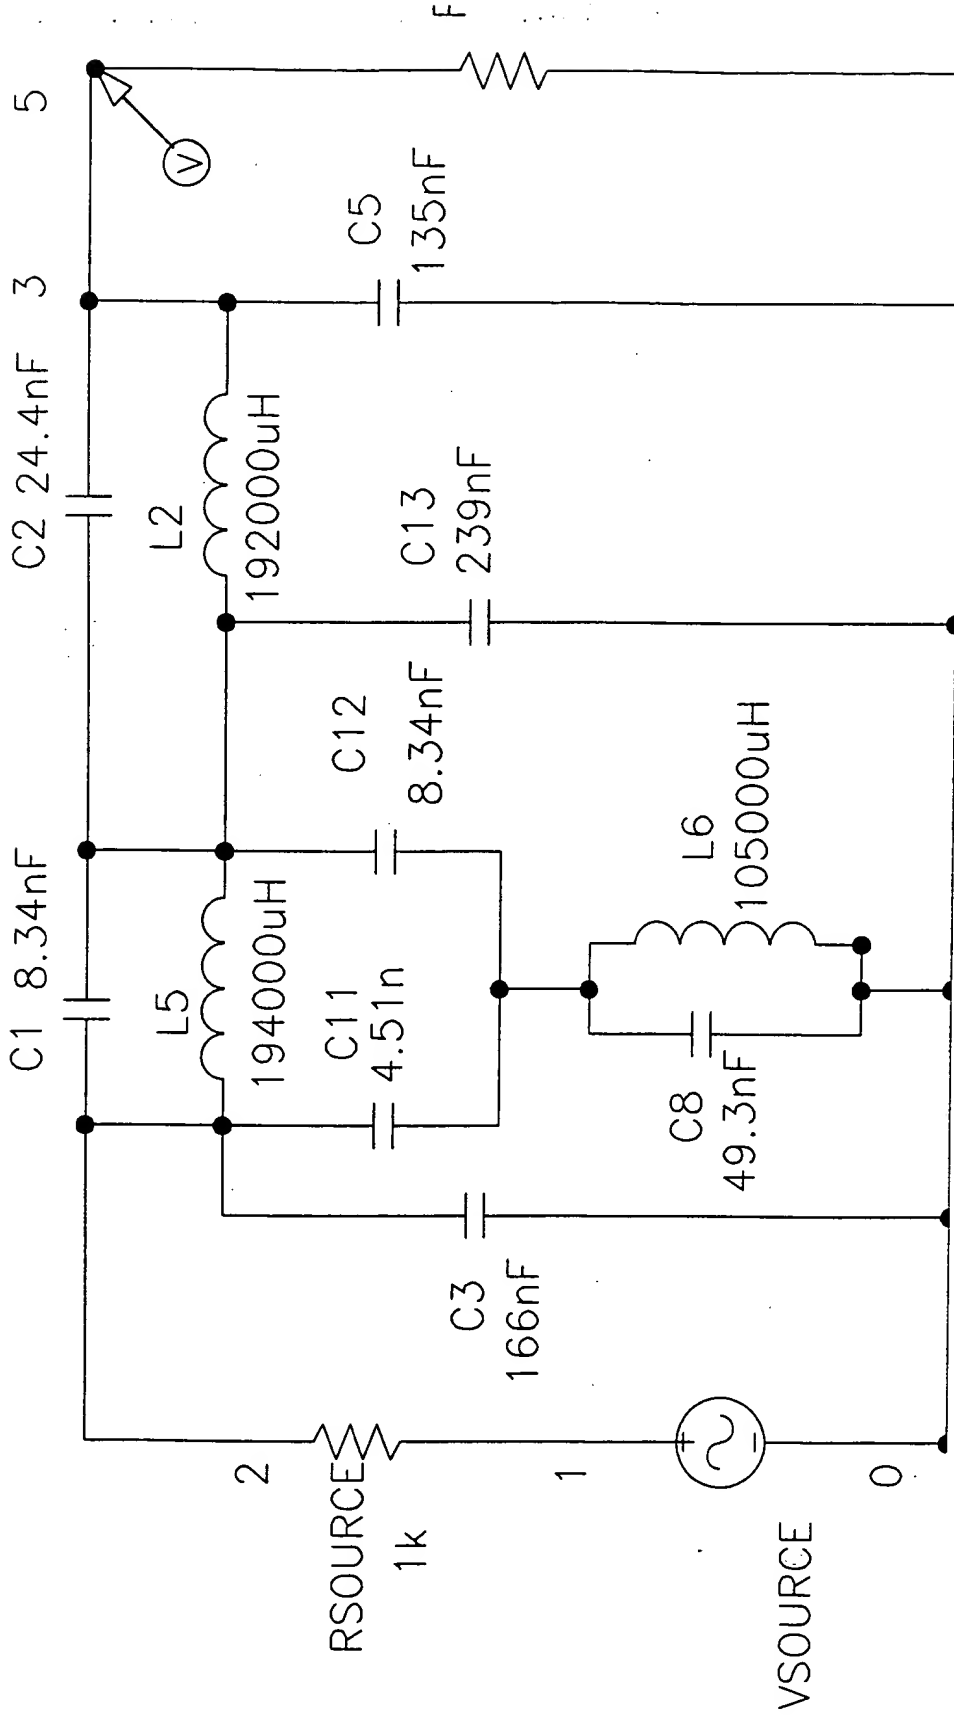 C1 8.34nF
C2 24.4nF
3
5
L5
194000uH
L2
192000uH
2
RSOURCE
1k
C11
4.51n
C12
8.34nF
C5
135nF
F
C3
166nF
C13
239nF
1
C8
49.3nF
L6
105000uH
V
+
−
0
VSOURCE